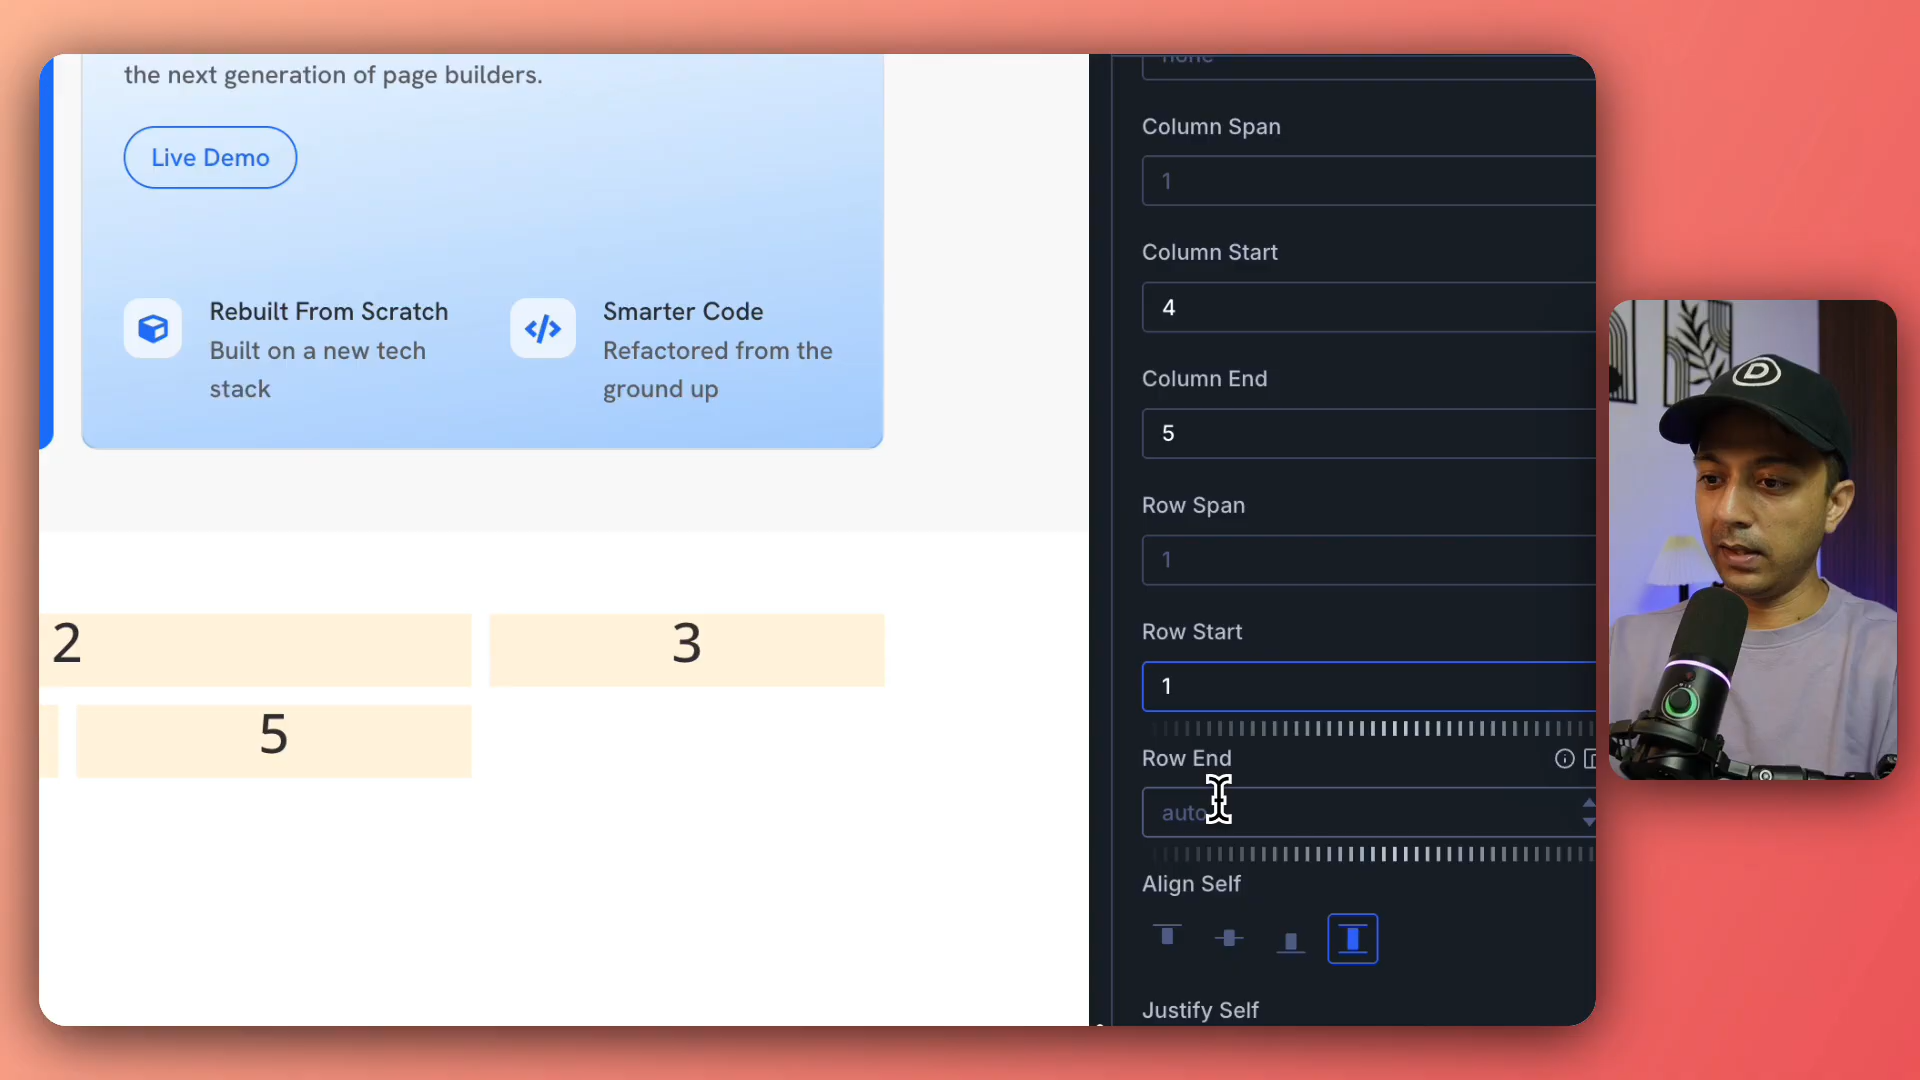 the next generation of page builders.
Live Demo
Rebuilt From Scratch
Built on a new tech
stack
Smarter Code
Refactored from the
ground up
2
3
5
none
Column Span
1
Column Start
4
Column End
5
Row Span
1
Row Start
1
Row End
auto
Align Self
Justify Self
D